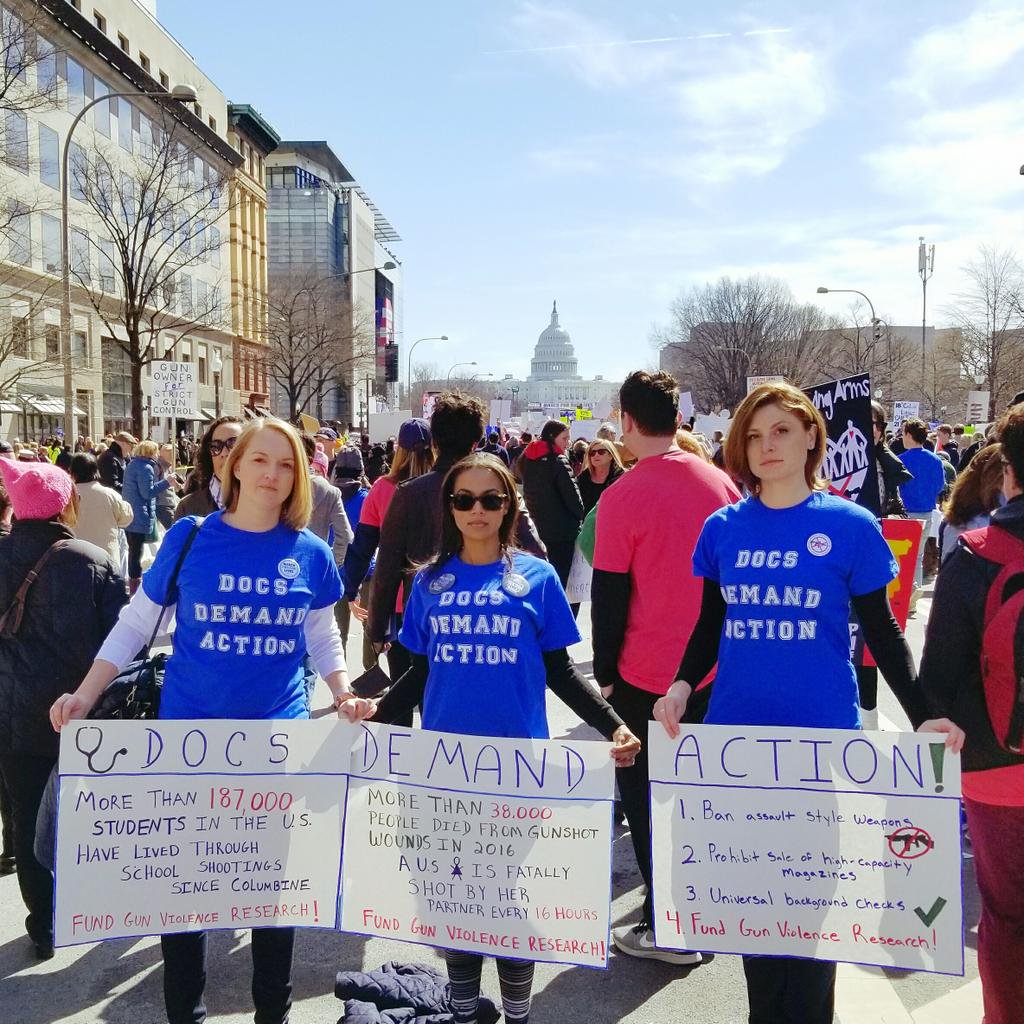 GUN
OWNER
FOR
STRICT
GUN
CONTROL
ng Arms
DOCS
DEMAND
ACTION
DOCS
DEMAND
ACTION
DOCS
DEMAND
ACTION
DOCS
MORE THAN 187,000
STUDENTS IN THE U.S.
HAVE LIVED THROUGH
SCHOOL SHOOTINGS
SINCE COLUMBINE
FUND GUN VIOLENCE RESEARCH!
DEMAND
MORE THAN 38.000
PEOPLE DIED FROM GUNSHOT
WOUNDS IN 2016
A U.S IS FATALLY
SHOT BY HER
PARTNER EVERY 16 HOURS
FUND GUN VIOLENCE RESEARCH!
ACTION!
1. Ban assault style weapons
2. Prohibit sale of high-capacity
magazines
3. Universal background checks
4. Fund Gun Violence Research!